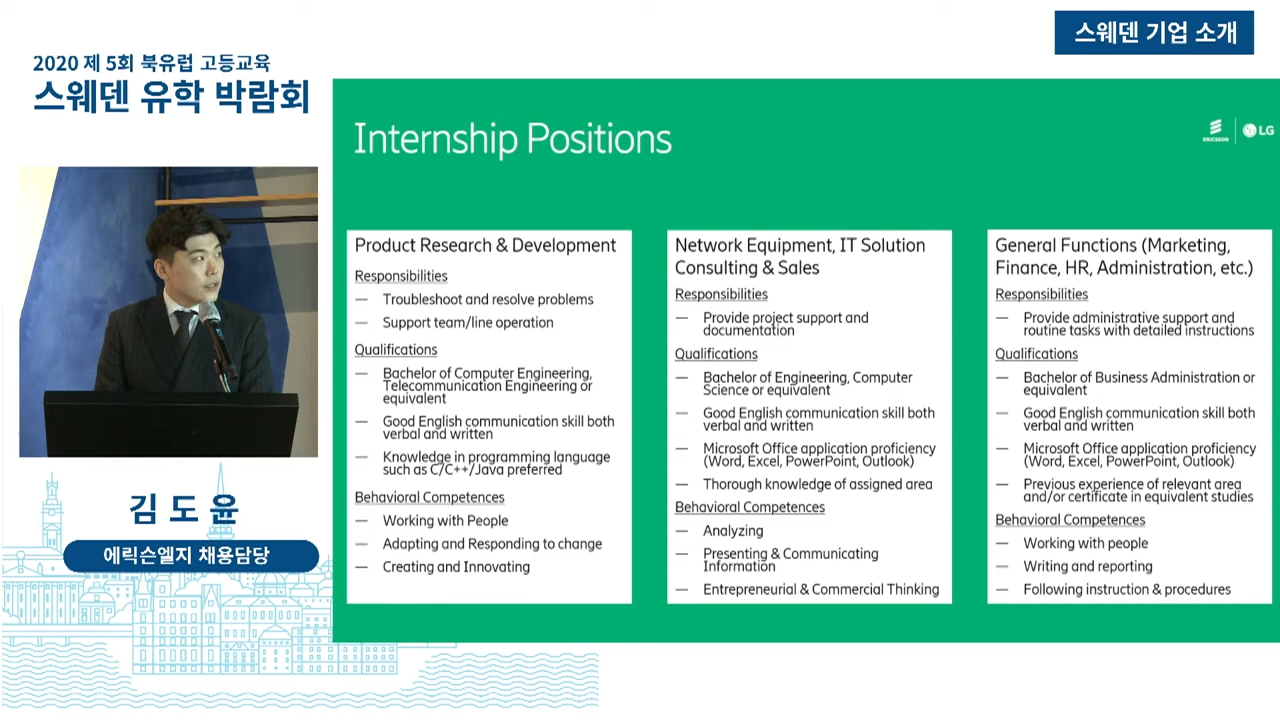 스웨덴 기업 소개
2020 제 5회 북유럽 고등교육
스웨덴 유학 박람회
Internship Positions
ERICSSON
LG
Product Research & Development
Responsibilities
— Troubleshoot and resolve problems
— Support team/line operation
Qualifications
— Bachelor of Computer Engineering,
Telecommunication Engineering or
equivalent
— Good English communication skill both
verbal and written
— Knowledge in programming language
such as C/C++/Java preferred
Behavioral Competences
— Working with People
— Adapting and Responding to change
— Creating and Innovating
Network Equipment, IT Solution
Consulting & Sales
Responsibilities
— Provide project support and
documentation
Qualifications
— Bachelor of Engineering, Computer
Science or equivalent
— Good English communication skill both
verbal and written
— Microsoft Office application proficiency
(Word, Excel, PowerPoint, Outlook)
— Thorough knowledge of assigned area
Behavioral Competences
— Analyzing
— Presenting & Communicating
Information
— Entrepreneurial & Commercial Thinking
General Functions (Marketing,
Finance, HR, Administration, etc.)
Responsibilities
— Provide administrative support and
routine tasks with detailed instructions
Qualifications
— Bachelor of Business Administration or
equivalent
— Good English communication skill both
verbal and written
— Microsoft Office application proficiency
(Word, Excel, PowerPoint, Outlook)
— Previous experience of relevant area
and/or certificate in equivalent studies
Behavioral Competences
— Working with people
— Writing and reporting
— Following instruction & procedures
김 도 윤
에릭슨엘지 채용담당